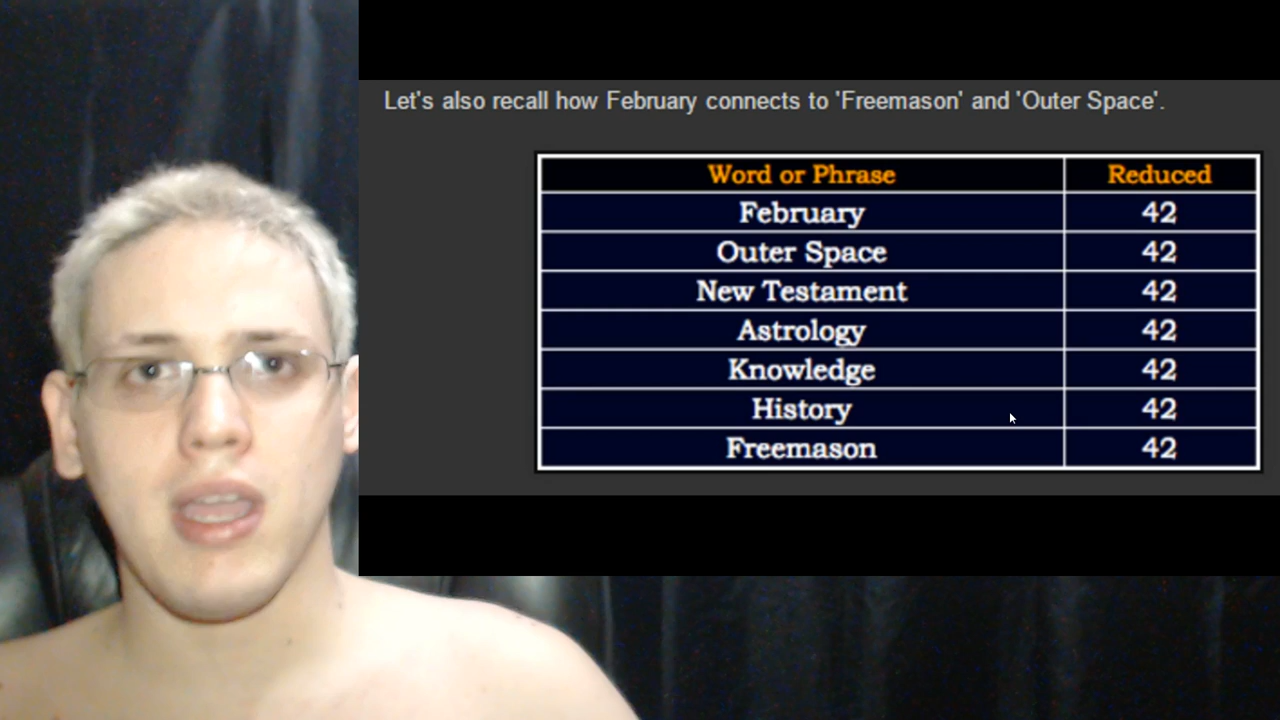 Let's also recall how February connects to 'Freemason' and 'Outer Space'.
Word or Phrase Reduced
February 42
Outer Space 42
New Testament 42
Astrology 42
Knowledge 42
History 42
Freemason 42